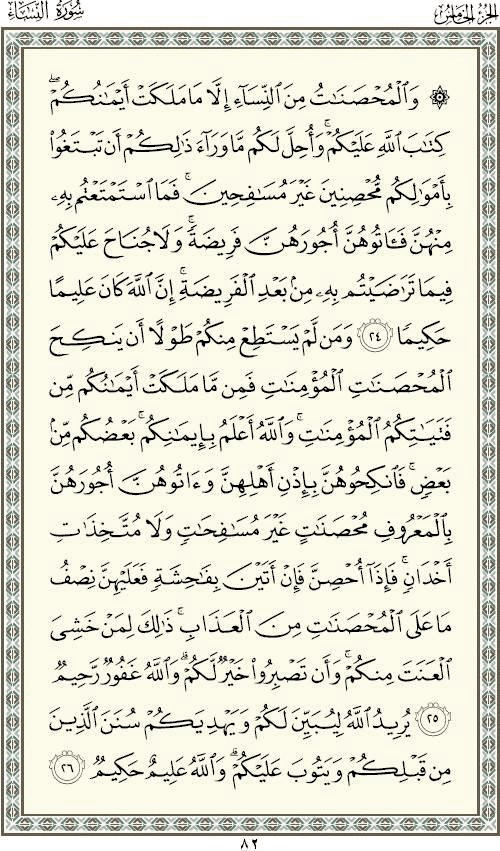 الجزء الخامس
سورة النساء
۞ وَٱلْمُحْصَنَٰتُ مِنَ ٱلنِّسَآءِ إِلَّا مَا مَلَكَتْ أَيْمَٰنُكُمْ ۖ
كِتَٰبَ ٱللَّهِ عَلَيْكُمْ ۚ وَأُحِلَّ لَكُم مَّا وَرَآءَ ذَٰلِكُمْ أَن تَبْتَغُوا۟
بِأَمْوَٰلِكُم مُّحْصِنِينَ غَيْرَ مُسَٰفِحِينَ ۚ فَمَا ٱسْتَمْتَعْتُم بِهِۦ
مِنْهُنَّ فَـَٔاتُوهُنَّ أُجُورَهُنَّ فَرِيضَةً ۚ وَلَا جُنَاحَ عَلَيْكُمْ
فِيمَا تَرَٰضَيْتُم بِهِۦ مِنۢ بَعْدِ ٱلْفَرِيضَةِ ۚ إِنَّ ٱللَّهَ كَانَ عَلِيمًا
حَكِيمًا ٢٤ وَمَن لَّمْ يَسْتَطِعْ مِنكُمْ طَوْلًا أَن يَنكِحَ
ٱلْمُحْصَنَٰتِ ٱلْمُؤْمِنَٰتِ فَمِن مَّا مَلَكَتْ أَيْمَٰنُكُم مِّن
فَتَيَٰتِكُمُ ٱلْمُؤْمِنَٰتِ ۚ وَٱللَّهُ أَعْلَمُ بِإِيمَٰنِكُم ۚ بَعْضُكُم مِّنۢ
بَعْضٍ ۚ فَٱنكِحُوهُنَّ بِإِذْنِ أَهْلِهِنَّ وَءَاتُوهُنَّ أُجُورَهُنَّ
بِٱلْمَعْرُوفِ مُحْصَنَٰتٍ غَيْرَ مُسَٰفِحَٰتٍ وَلَا مُتَّخِذَٰتِ
أَخْدَانٍ ۚ فَإِذَآ أُحْصِنَّ فَإِنْ أَتَيْنَ بِفَٰحِشَةٍ فَعَلَيْهِنَّ نِصْفُ
مَا عَلَى ٱلْمُحْصَنَٰتِ مِنَ ٱلْعَذَابِ ۚ ذَٰلِكَ لِمَنْ خَشِىَ
ٱلْعَنَتَ مِنكُمْ ۚ وَأَن تَصْبِرُوا۟ خَيْرٌ لَّكُمْ ۗ وَٱللَّهُ غَفُورٌ رَّحِيمٌ
٢٥ يُرِيدُ ٱللَّهُ لِيُبَيِّنَ لَكُمْ وَيَهْدِيَكُمْ سُنَنَ ٱلَّذِينَ
مِن قَبْلِكُمْ وَيَتُوبَ عَلَيْكُمْ ۗ وَٱللَّهُ عَلِيمٌ حَكِيمٌ ٢٦
٨٢